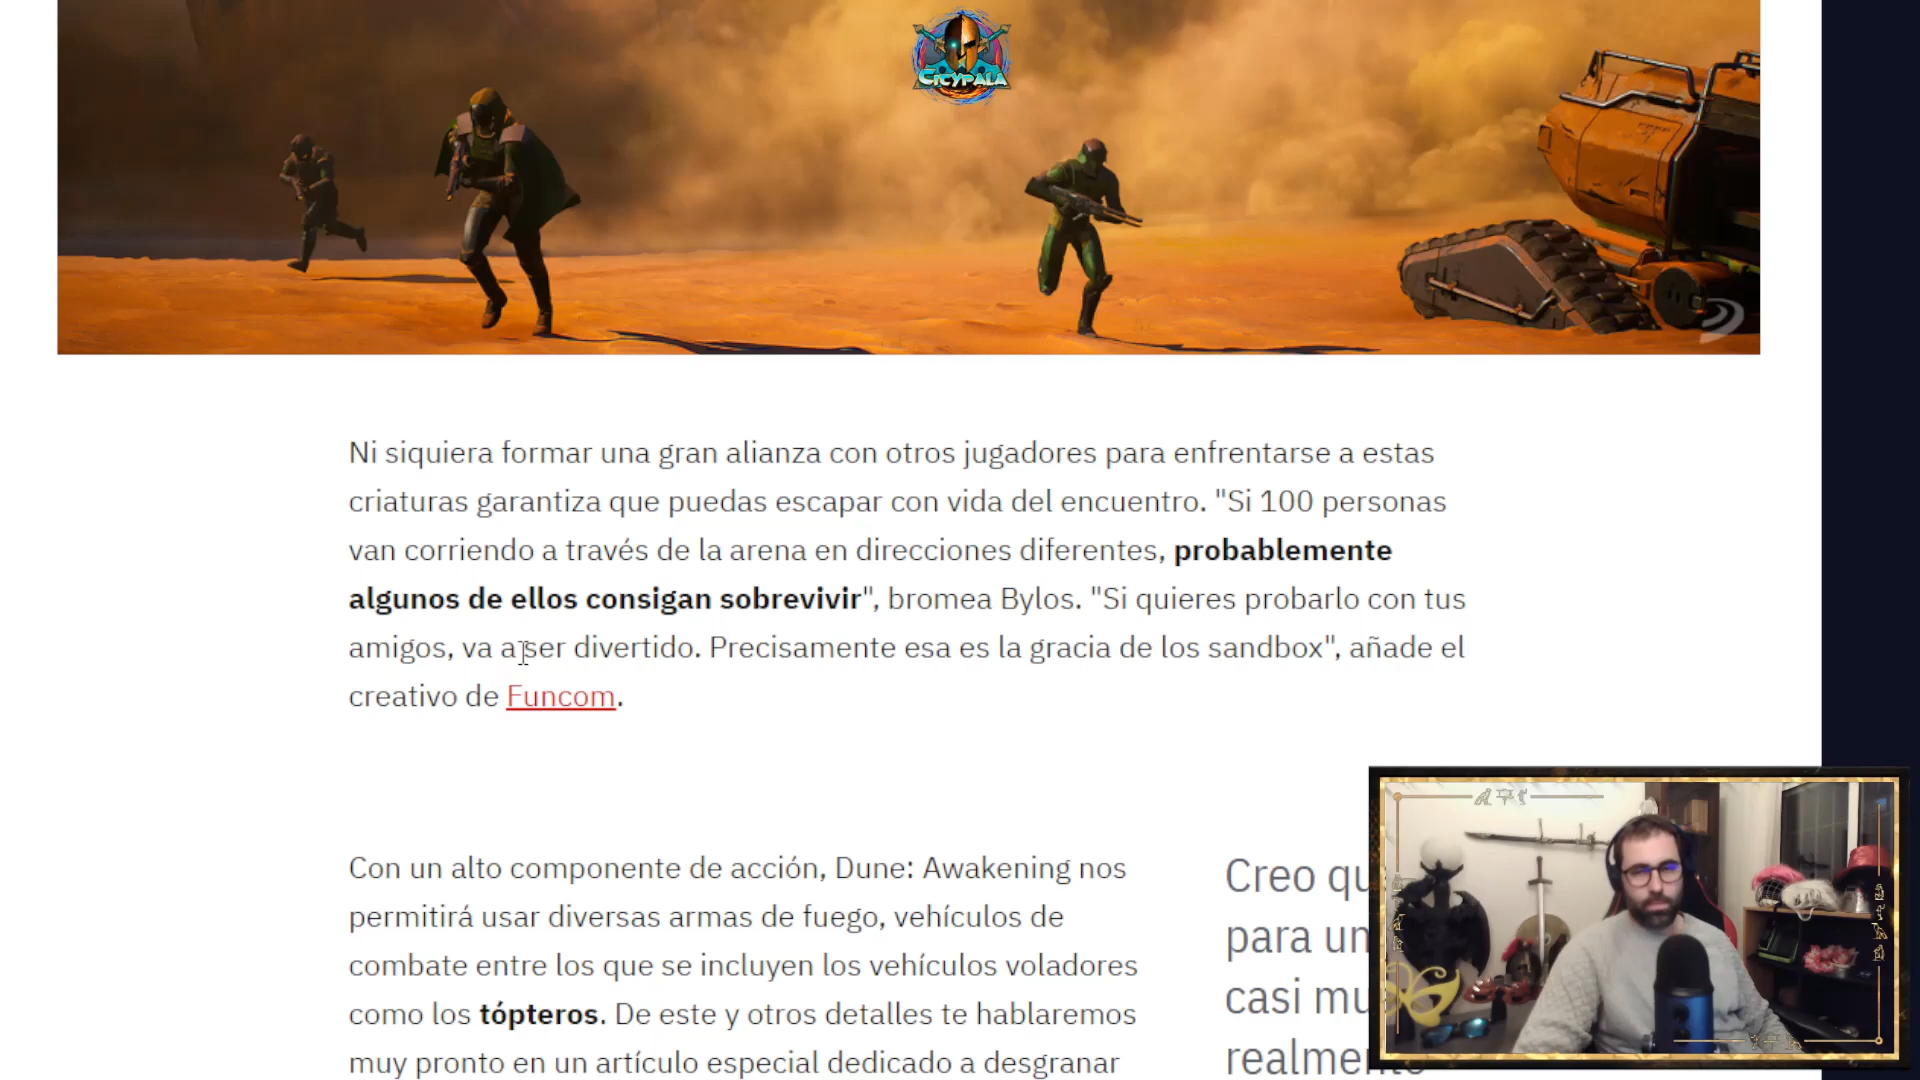 CITYPALA
Ni siquiera formar una gran alianza con otros jugadores para enfrentarse a estas
criaturas garantiza que puedas escapar con vida del encuentro. "Si 100 personas
van corriendo a través de la arena en direcciones diferentes, probablemente
algunos de ellos consigan sobrevivir", bromea Bylos. "Si quieres probarlo con tus
amigos, va a ser divertido. Precisamente esa es la gracia de los sandbox", añade el
creativo de Funcom.
Con un alto componente de acción, Dune: Awakening nos
permitirá usar diversas armas de fuego, vehículos de
combate entre los que se incluyen los vehículos voladores
como los tópteros. De este y otros detalles te hablaremos
muy pronto en un artículo especial dedicado a desgranar
Creo qu
para un
casi mu
realmen